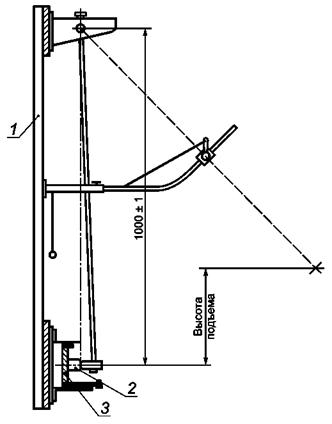 1
1000 ± 1
Высота
подъема
2
3